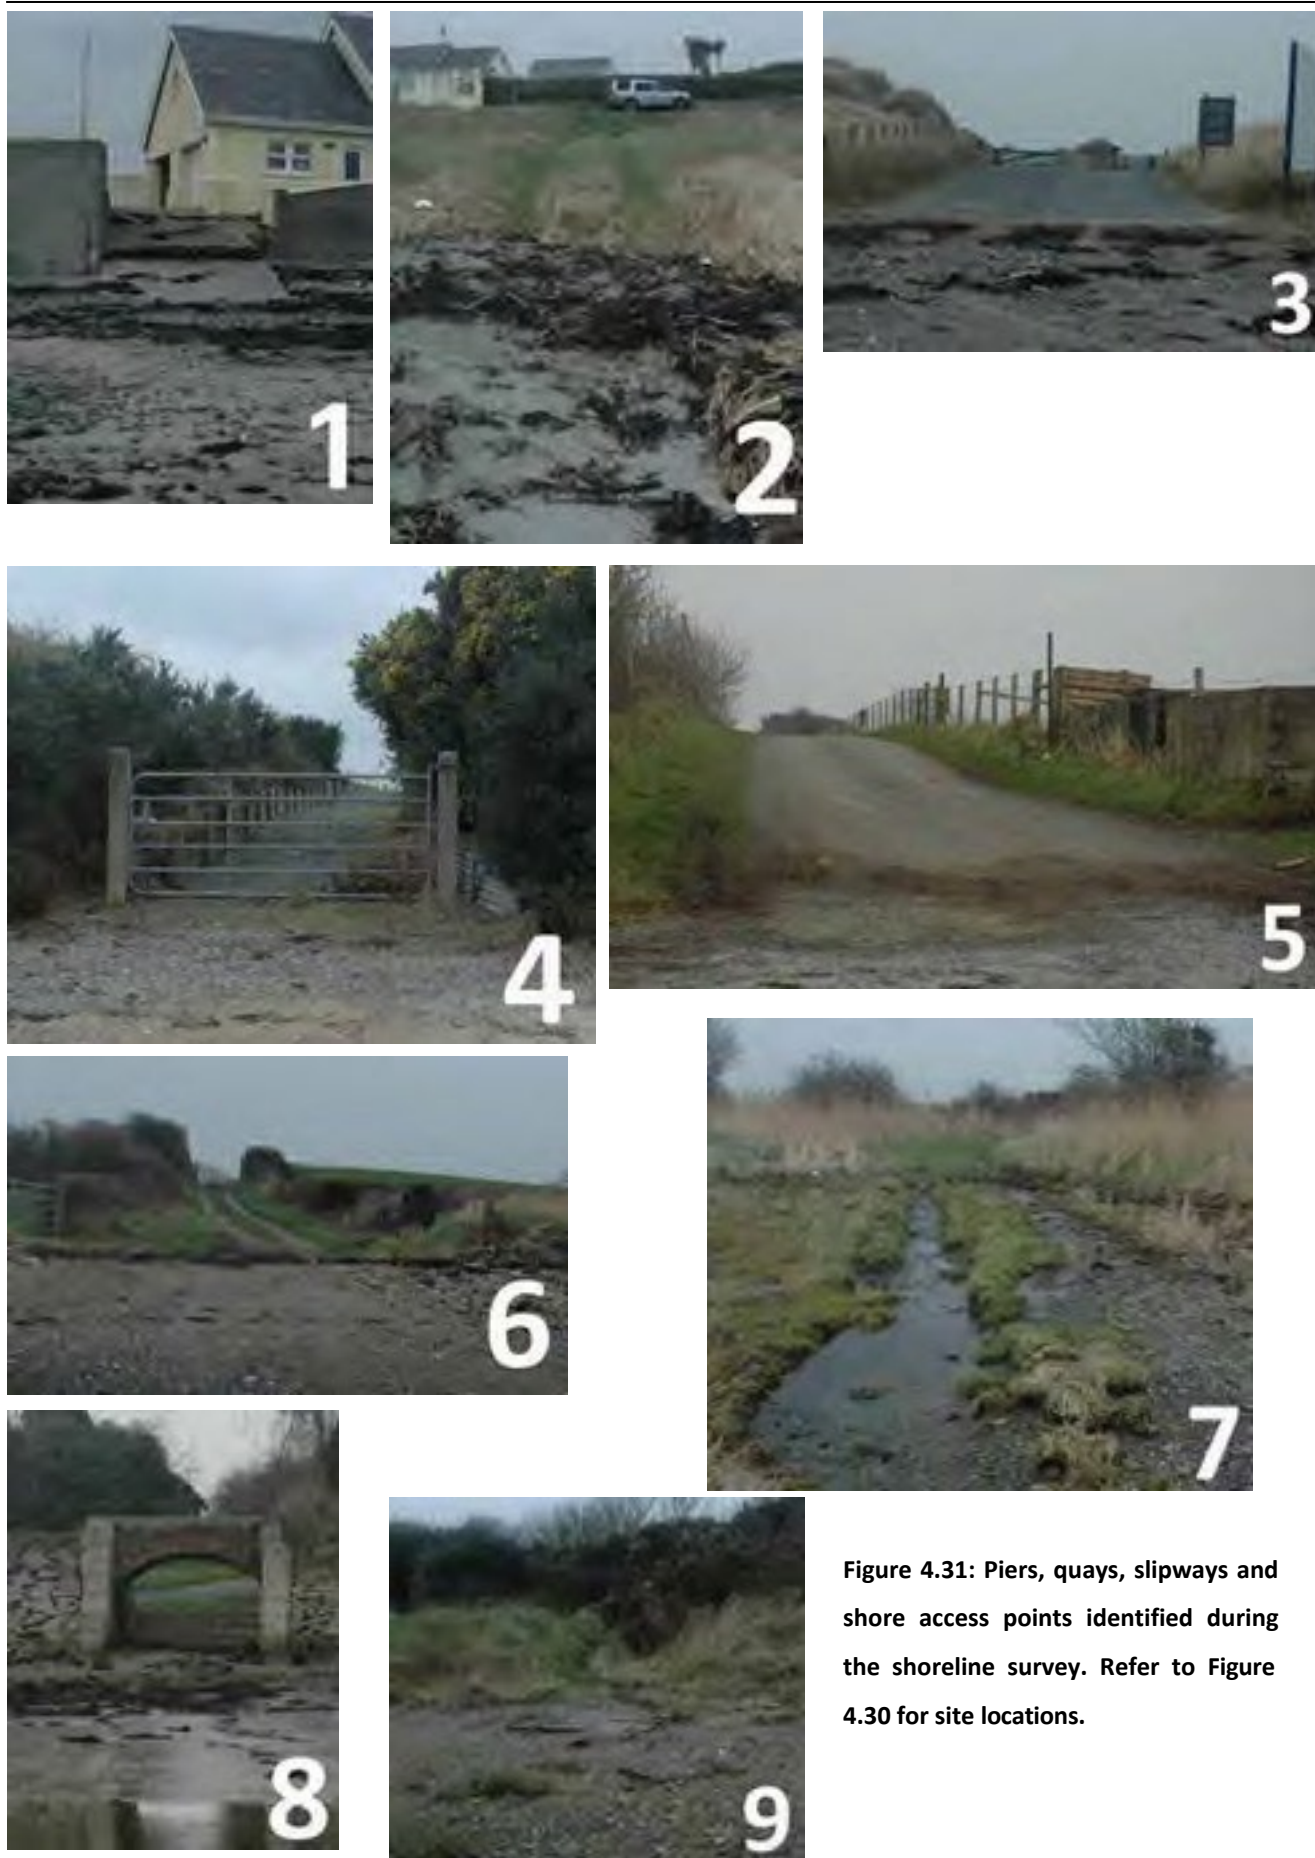 1
2
3
4
5
6
7
8
9
Figure 4.31: Piers, quays, slipways and
shore access points identified during
the shoreline survey. Refer to Figure
4.30 for site locations.